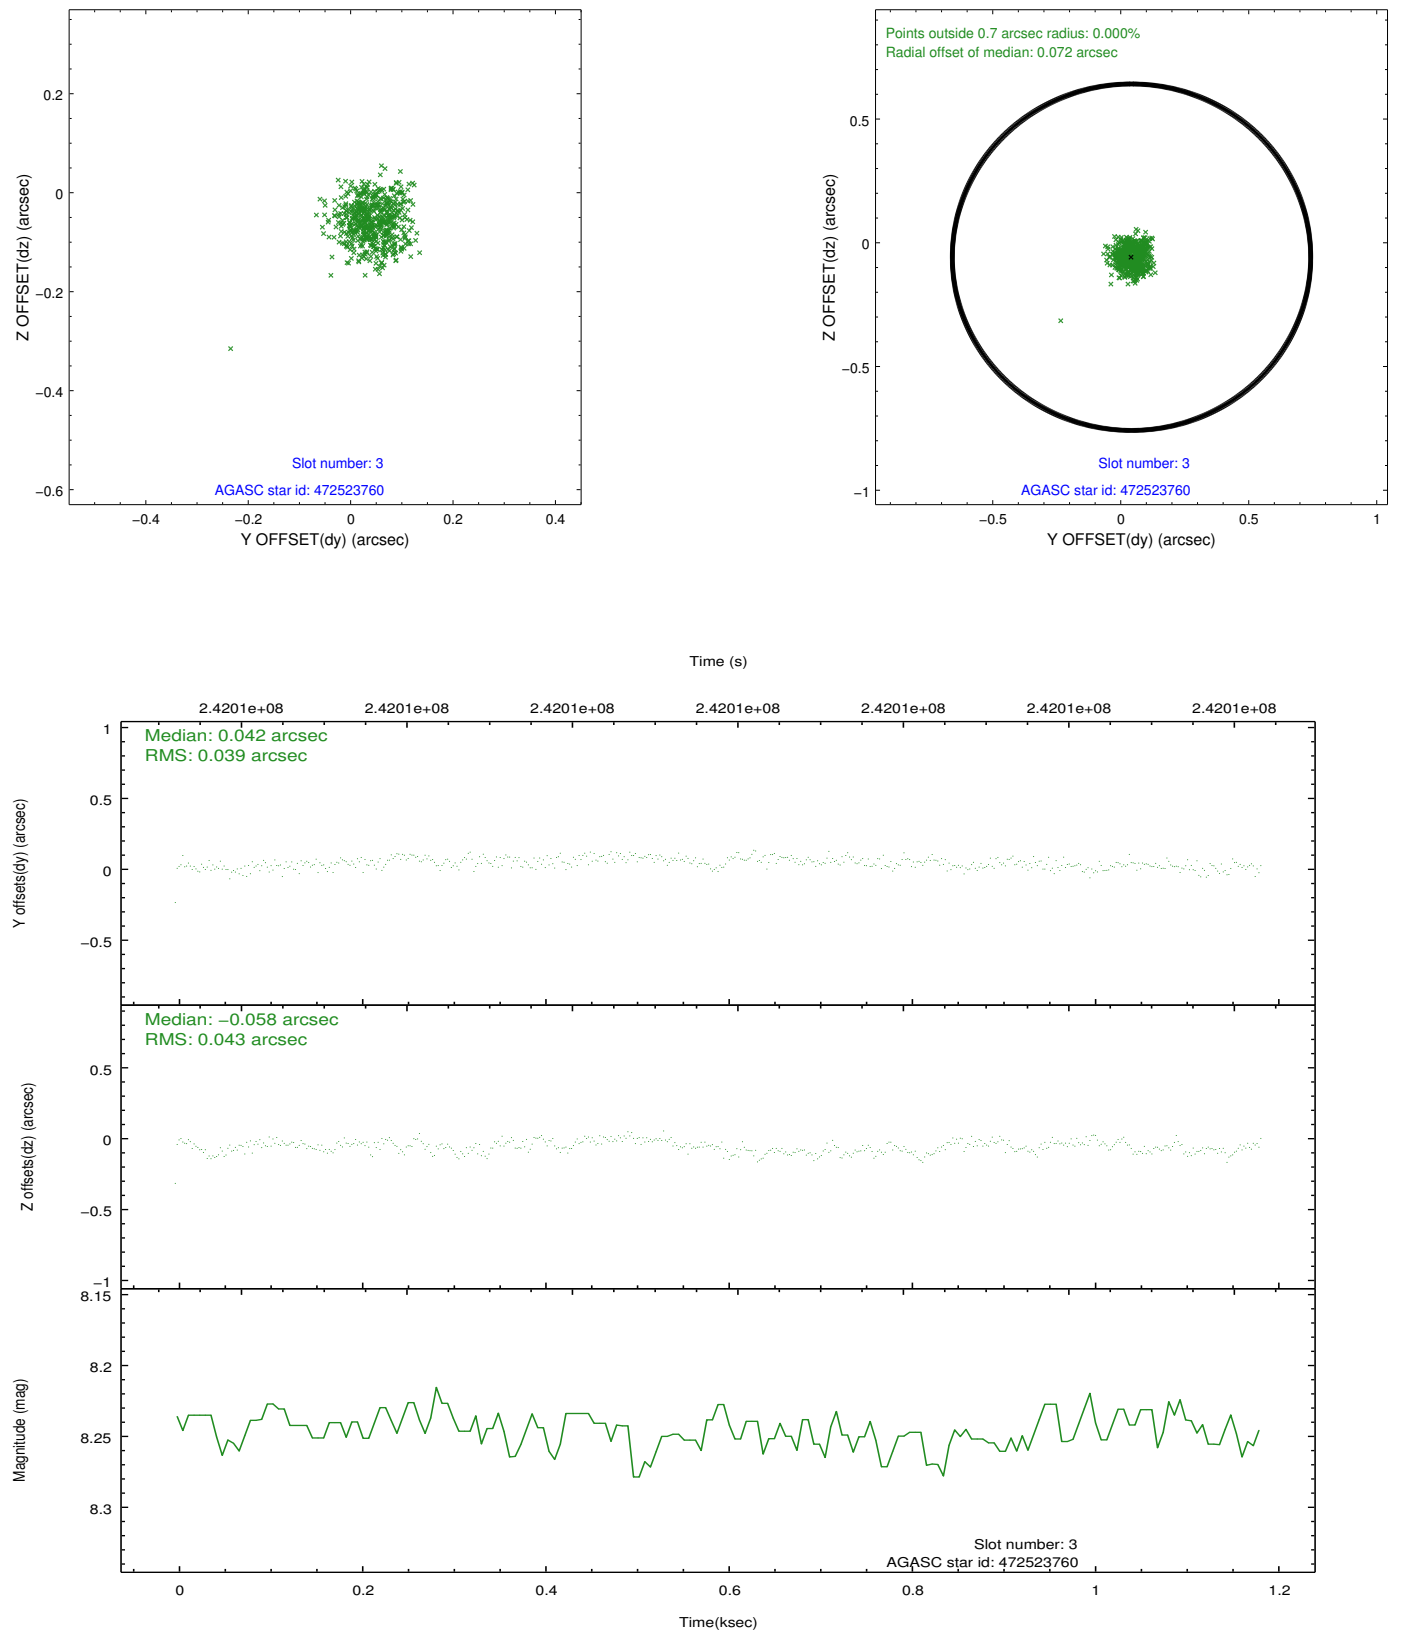 0.2
0
−0.2
−0.4
−0.6
Z OFFSET(dz) (arcsec)
Slot number: 3
AGASC star id: 472523760
−0.4 −0.2 0 0.2 0.4
Y OFFSET(dy) (arcsec)
Points outside 0.7 arcsec radius: 0.000%
Radial offset of median: 0.072 arcsec
0.5
0
−0.5
−1
Z OFFSET(dz) (arcsec)
Slot number: 3
AGASC star id: 472523760
−0.5 0 0.5 1
Y OFFSET(dy) (arcsec)
Time (s)
2.4201e+08 2.4201e+08 2.4201e+08 2.4201e+08 2.4201e+08 2.4201e+08 2.4201e+08
Median: 0.042 arcsec
RMS: 0.039 arcsec
1
0.5
0
−0.5
Y offsets(dy) (arcsec)
Median: −0.058 arcsec
RMS: 0.043 arcsec
0.5
0
−0.5
−1
Z offsets(dz) (arcsec)
8.15
8.2
8.25
8.3
Magnitude (mag)
Slot number: 3
AGASC star id: 472523760
0 0.2 0.4 0.6 0.8 1 1.2
Time(ksec)